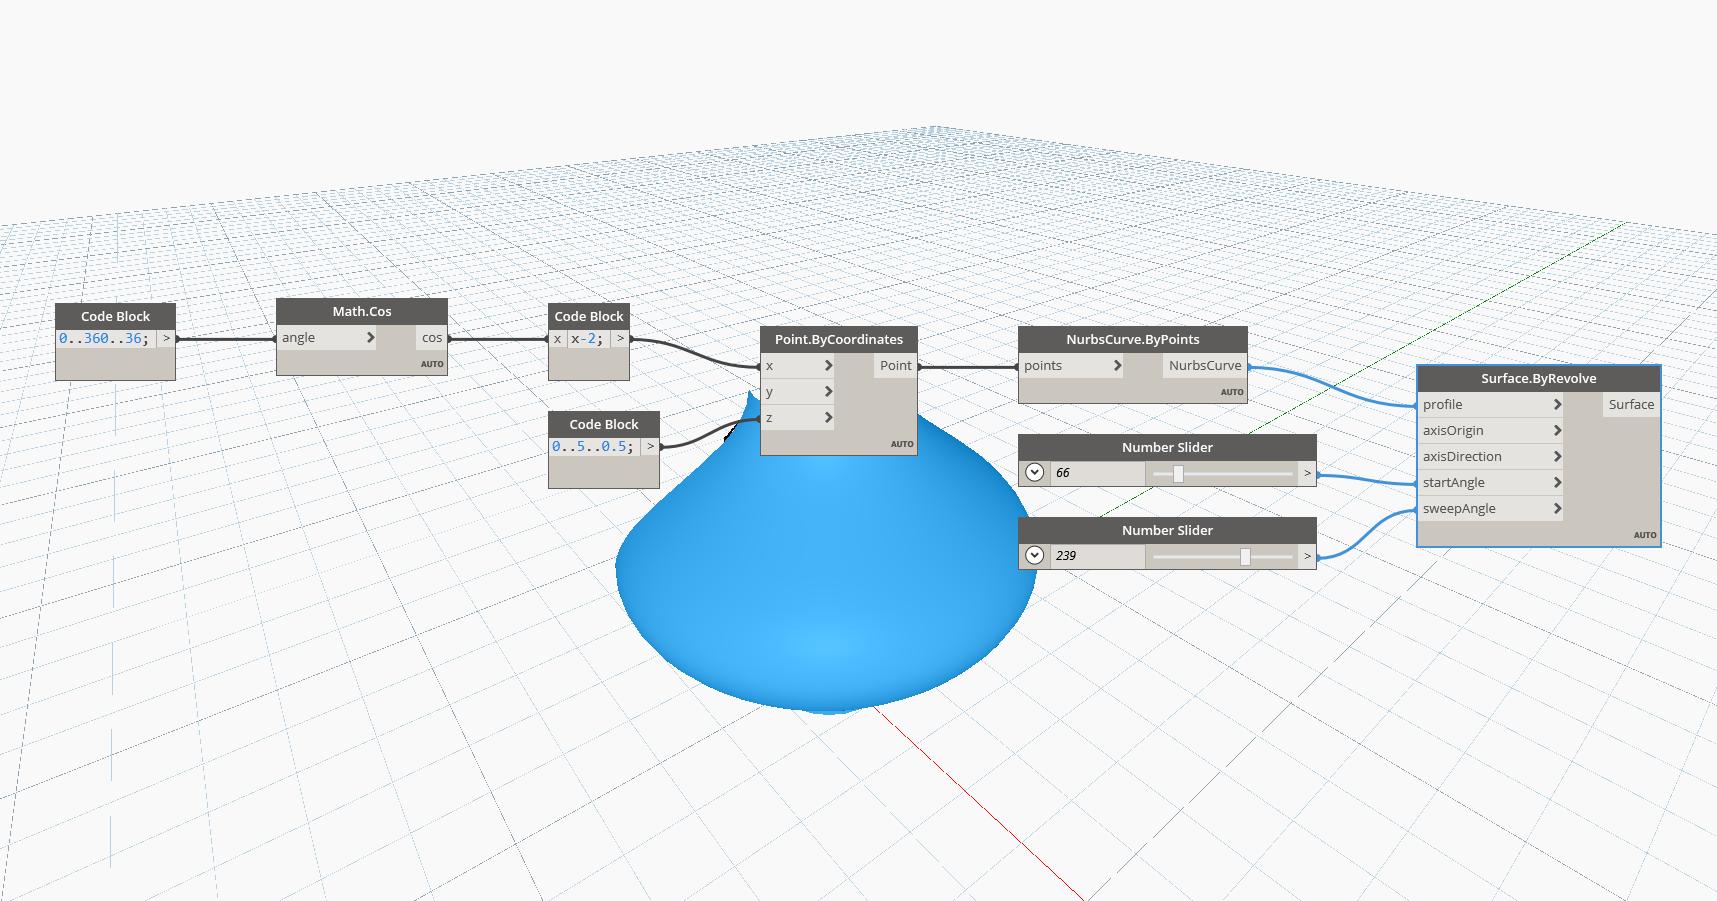 Code Block
0..360..36; >
Math.Cos
angle > cos
AUTO
Code Block
x x-2; >
Code Block
0..5..0.5; >
Point.ByCoordinates
x > Point
y >
z >
AUTO
NurbsCurve.ByPoints
points > NurbsCurve
AUTO
Number Slider
66 >
Number Slider
239 >
Surface.ByRevolve
profile > Surface
axisOrigin >
axisDirection >
startAngle >
sweepAngle >
AUTO